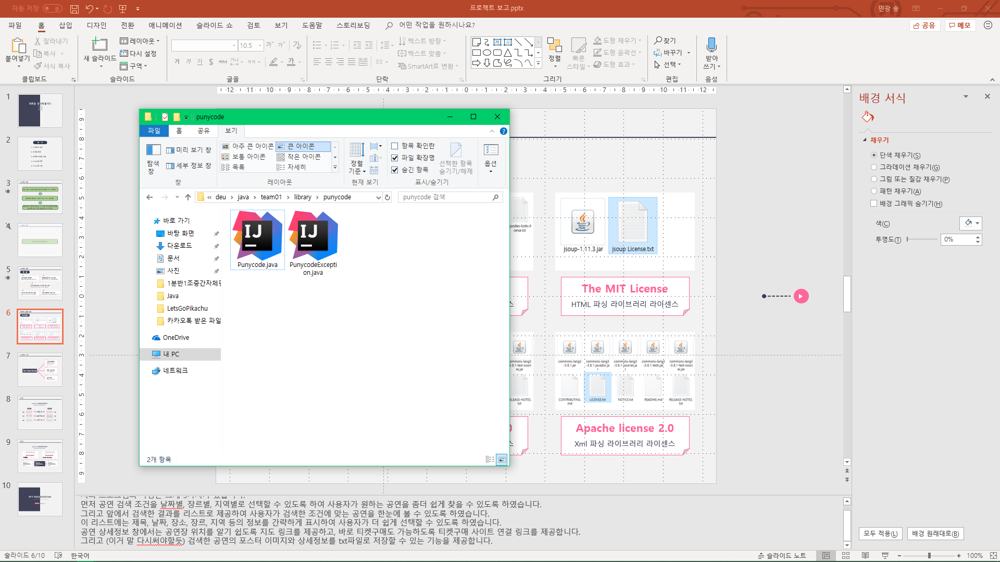 자동 저장 끔
프로젝트 보고.pptx
민광 송
파일 홈 삽입 디자인 전환 애니메이션 슬라이드 쇼 검토 보기 도움말 스토리보딩 어떤 작업을 원하시나요? 공유 메모
붙여넣기
잘라내기
복사
서식 복사
클립보드
새 슬라이드
레이아웃
다시 설정
구역
슬라이드
10.5
글꼴
텍스트 방향
텍스트 맞춤
SmartArt로 변환
단락
정렬
빠른 스타일
도형 채우기
도형 윤곽선
도형 효과
그리기
찾기
바꾸기
선택
편집
받아쓰기
음성
1
2
3
4
5
6
7
8
9
10
PPT PRESENTATION
punycode
파일 홈 공유 보기
탐색 창
미리 보기 창
세부 정보 창
창
아주 큰 아이콘 큰 아이콘
보통 아이콘 작은 아이콘
목록 자세히
레이아웃
정렬 기준
현재 보기
항목 확인란
파일 확장명
숨긴 항목
선택한 항목 숨기기/해제
표시/숨기기
옵션
« deu › java › team01 › library › punycode
punycode 검색
바로 가기
바탕 화면
다운로드
문서
사진
1분반1조중간자체평
Java
LetsGoPikachu
카카오톡 받은 파일
OneDrive
내 PC
네트워크
Punycode.java
PunycodeException.java
2개 항목
goodies-looks-license.txt
jsoup-1.11.3.jar
jsoup License.txt
The MIT License
HTML 파싱 라이브러리 라이센스
commons-lang3-3.8.1.jar
commons-lang3-3.8.1-javadoc.jar
commons-lang3-3.8.1-sources.jar
commons-lang3-3.8.1-tests.jar
commons-lang3-3.8.1-test-sources.jar
CONTRIBUTING.md
LICENSE.txt
NOTICE.txt
README.md
RELEASE-NOTES.txt
Apache license 2.0
Xml 파싱 라이브러리 라이센스
배경 서식
채우기
단색 채우기(S)
그라데이션 채우기(G)
그림 또는 질감 채우기(P)
패턴 채우기(A)
배경 그래픽 숨기기(H)
색(C)
투명도(T) 0%
모두 적용(L) 배경 원래대로(B)
먼저 공연 검색 조건을 날짜별, 장르별, 지역별로 선택할 수 있도록 하여 사용자가 원하는 공연을 좀더 쉽게 찾을 수 있도록 하였습니다.
그리고 앞에서 검색한 결과를 리스트로 제공하여 사용자가 검색한 조건에 맞는 공연을 한눈에 볼 수 있도록 하였습니다.
이 리스트에는 제목, 날짜, 장소, 장르, 지역 등의 정보를 간략하게 표시하여 사용자가 더 쉽게 선택할 수 있도록 하였습니다.
공연 상세정보 창에서는 공연장 위치를 알기 쉽도록 지도 링크를 제공하고, 바로 티켓구매도 가능하도록 티켓구매 사이트 연결 링크를 제공합니다.
그리고 (이거 말 다시써야할듯) 검색한 공연의 포스터 이미지와 상세정보를 txt파일로 저장할 수 있는 기능을 제공합니다.
슬라이드 6/10 한국어 슬라이드 노트 100%